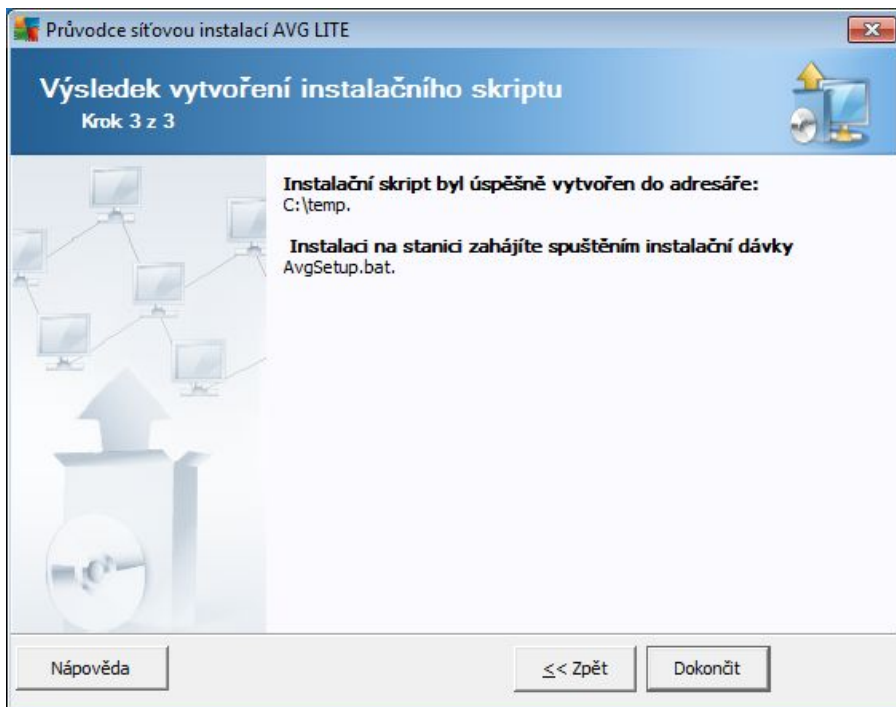 Průvodce síťovou instalací AVG LITE
Výsledek vytvoření instalačního skriptu
Krok 3 z 3
Instalační skript byl úspěšně vytvořen do adresáře:
C:\temp.
Instalaci na stanici zahájíte spuštěním instalační dávky
AvgSetup.bat.
Nápověda
<< Zpět
Dokončit